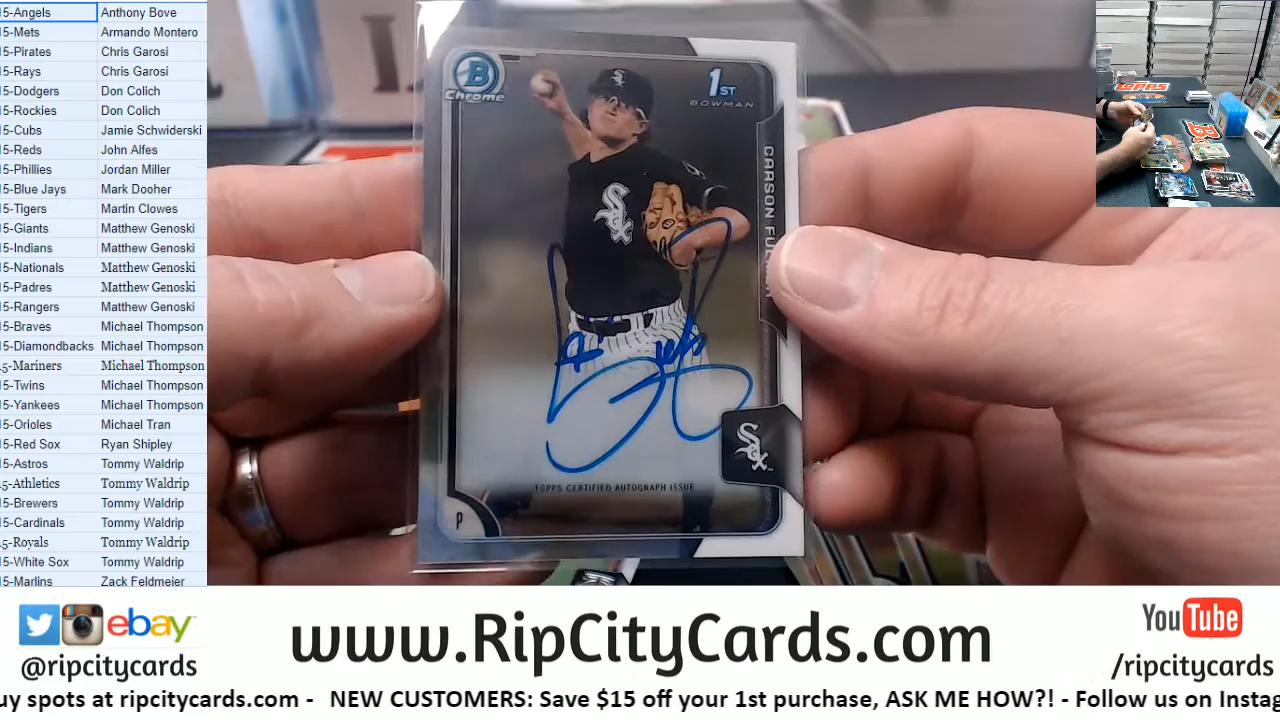 15-Angels Anthony Bove
15-Mets Armando Montero
15-Pirates Chris Garosi
15-Rays Chris Garosi
15-Dodgers Don Colich
15-Rockies Don Colich
15-Cubs Jamie Schwiderski
15-Reds John Alfes
15-Phillies Jordan Miller
15-Blue Jays Mark Dooher
15-Tigers Martin Clowes
15-Giants Matthew Genoski
15-Indians Matthew Genoski
15-Nationals Matthew Genoski
15-Padres Matthew Genoski
15-Rangers Matthew Genoski
15-Braves Michael Thompson
15-Diamondbacks Michael Thompson
15-Mariners Michael Thompson
15-Twins Michael Thompson
15-Yankees Michael Thompson
15-Orioles Michael Tran
15-Red Sox Ryan Shipley
15-Astros Tommy Waldrip
15-Athletics Tommy Waldrip
15-Brewers Tommy Waldrip
15-Cardinals Tommy Waldrip
15-Royals Tommy Waldrip
15-White Sox Tommy Waldrip
15-Marlins Zack Feldmeier
B
Chrome
1ST
BOWMAN
CARSON
Sox
Sox
TOPPS CERTIFIED AUTOGRAPH ISSUE
P
ebay
@ripcitycards
www.RipCityCards.com
YouTube
/ripcitycards
buy spots at ripcitycards.com - NEW CUSTOMERS: Save $15 off your 1st purchase, ASK ME HOW?! - Follow us on Instag